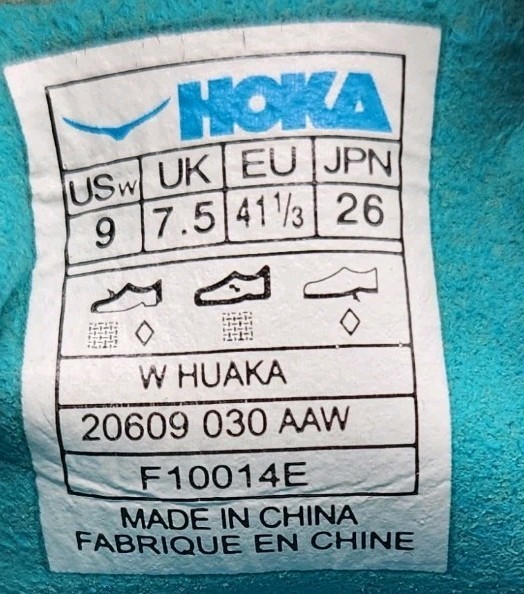 HOKA
USw UK EU JPN
9 7.5 41 1/3 26
W HUAKA
20609 030 AAW
F10014E
MADE IN CHINA
FABRIQUE EN CHINE